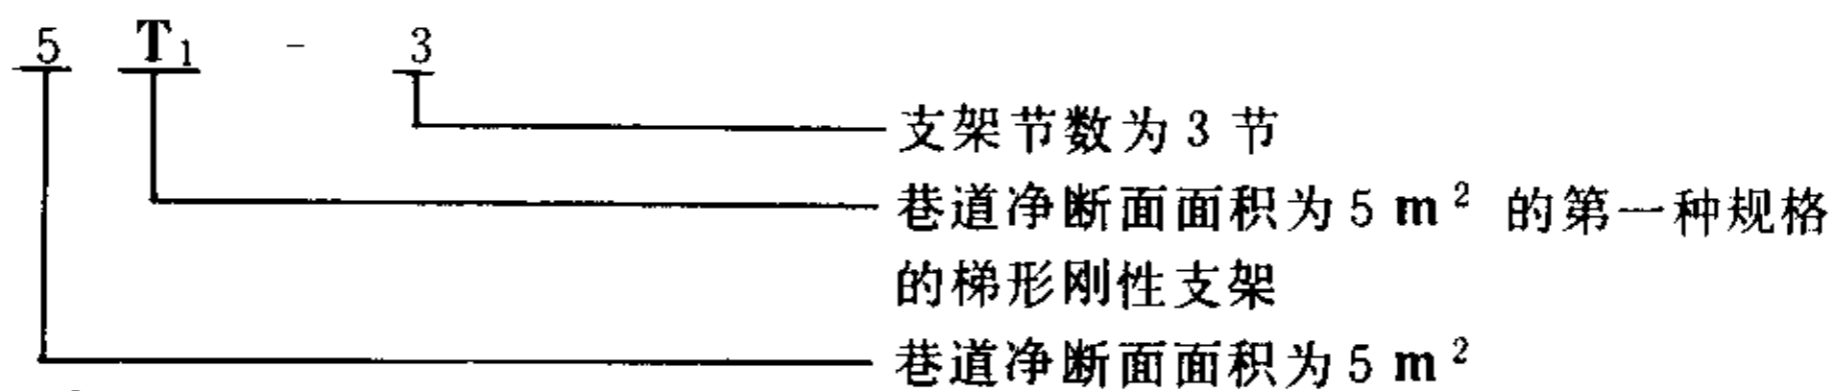 5 T₁ - 3
支架节数为 3 节
巷道净断面面积为 5 m² 的第一种规格
的梯形刚性支架
巷道净断面面积为 5 m²